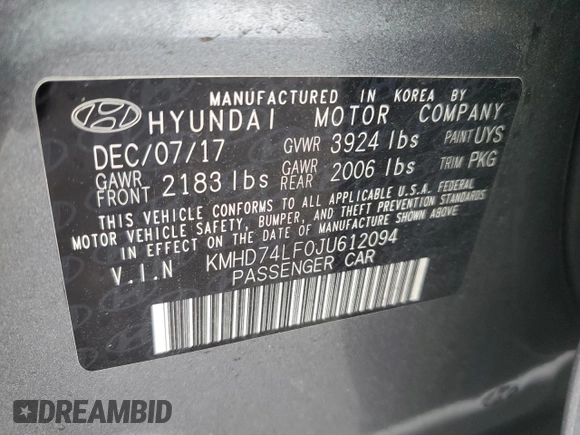 MANUFACTURED IN KOREA BY
HYUNDAI MOTOR COMPANY
DEC/07/17 GVWR 3924 lbs PAINT UYS
GAWR FRONT 2183 lbs GAWR REAR 2006 lbs TRIM PKG
THIS VEHICLE CONFORMS TO ALL APPLICABLE U.S.A. FEDERAL
MOTOR VEHICLE SAFETY, BUMPER, AND THEFT PREVENTION STANDARDS
IN EFFECT ON THE DATE OF MANUFACTURE SHOWN ABOVE.
V.I.N KMHD74LF0JU612094
PASSENGER CAR
DREAMBID